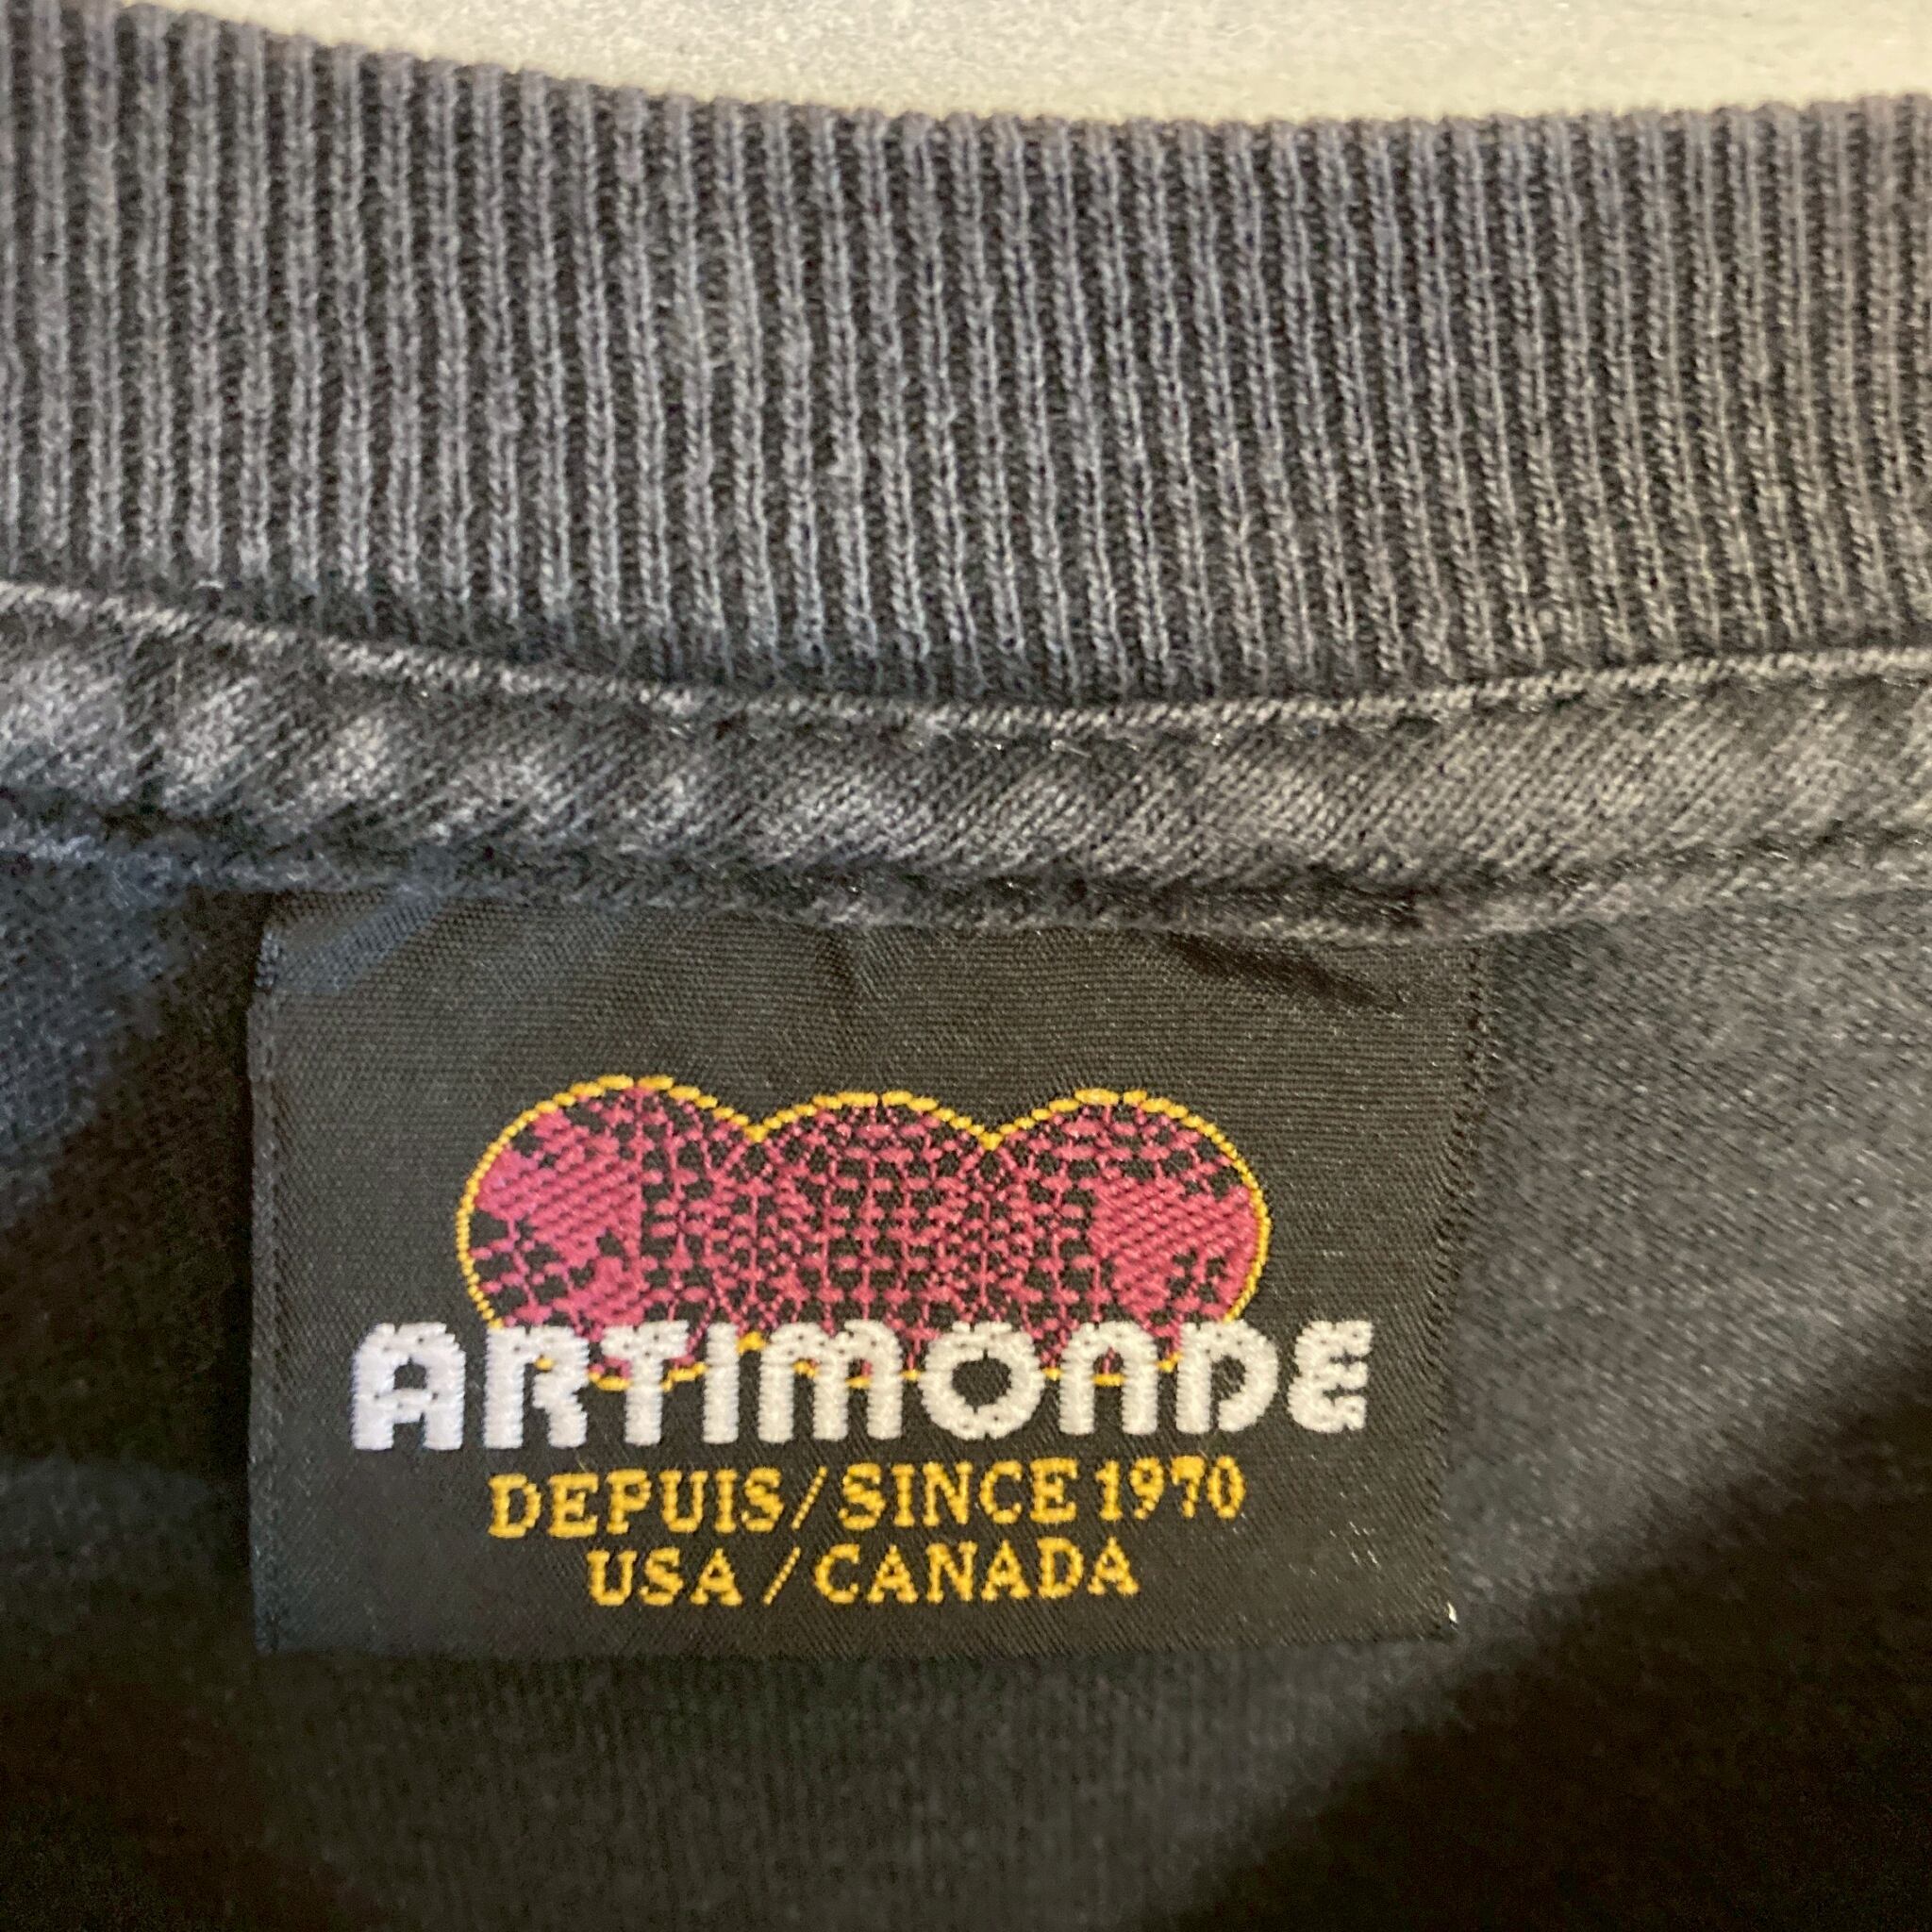 ARTIMONDE
DEPUIS/SINCE 1970
USA/CANADA